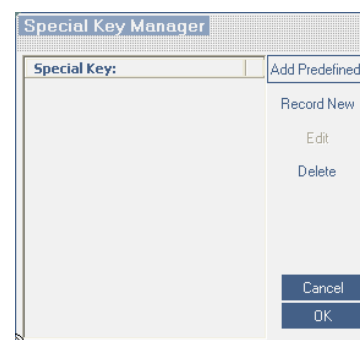 Special Key Manager
Special Key:
Add Predefined
Record New
Edit
Delete
Cancel
OK